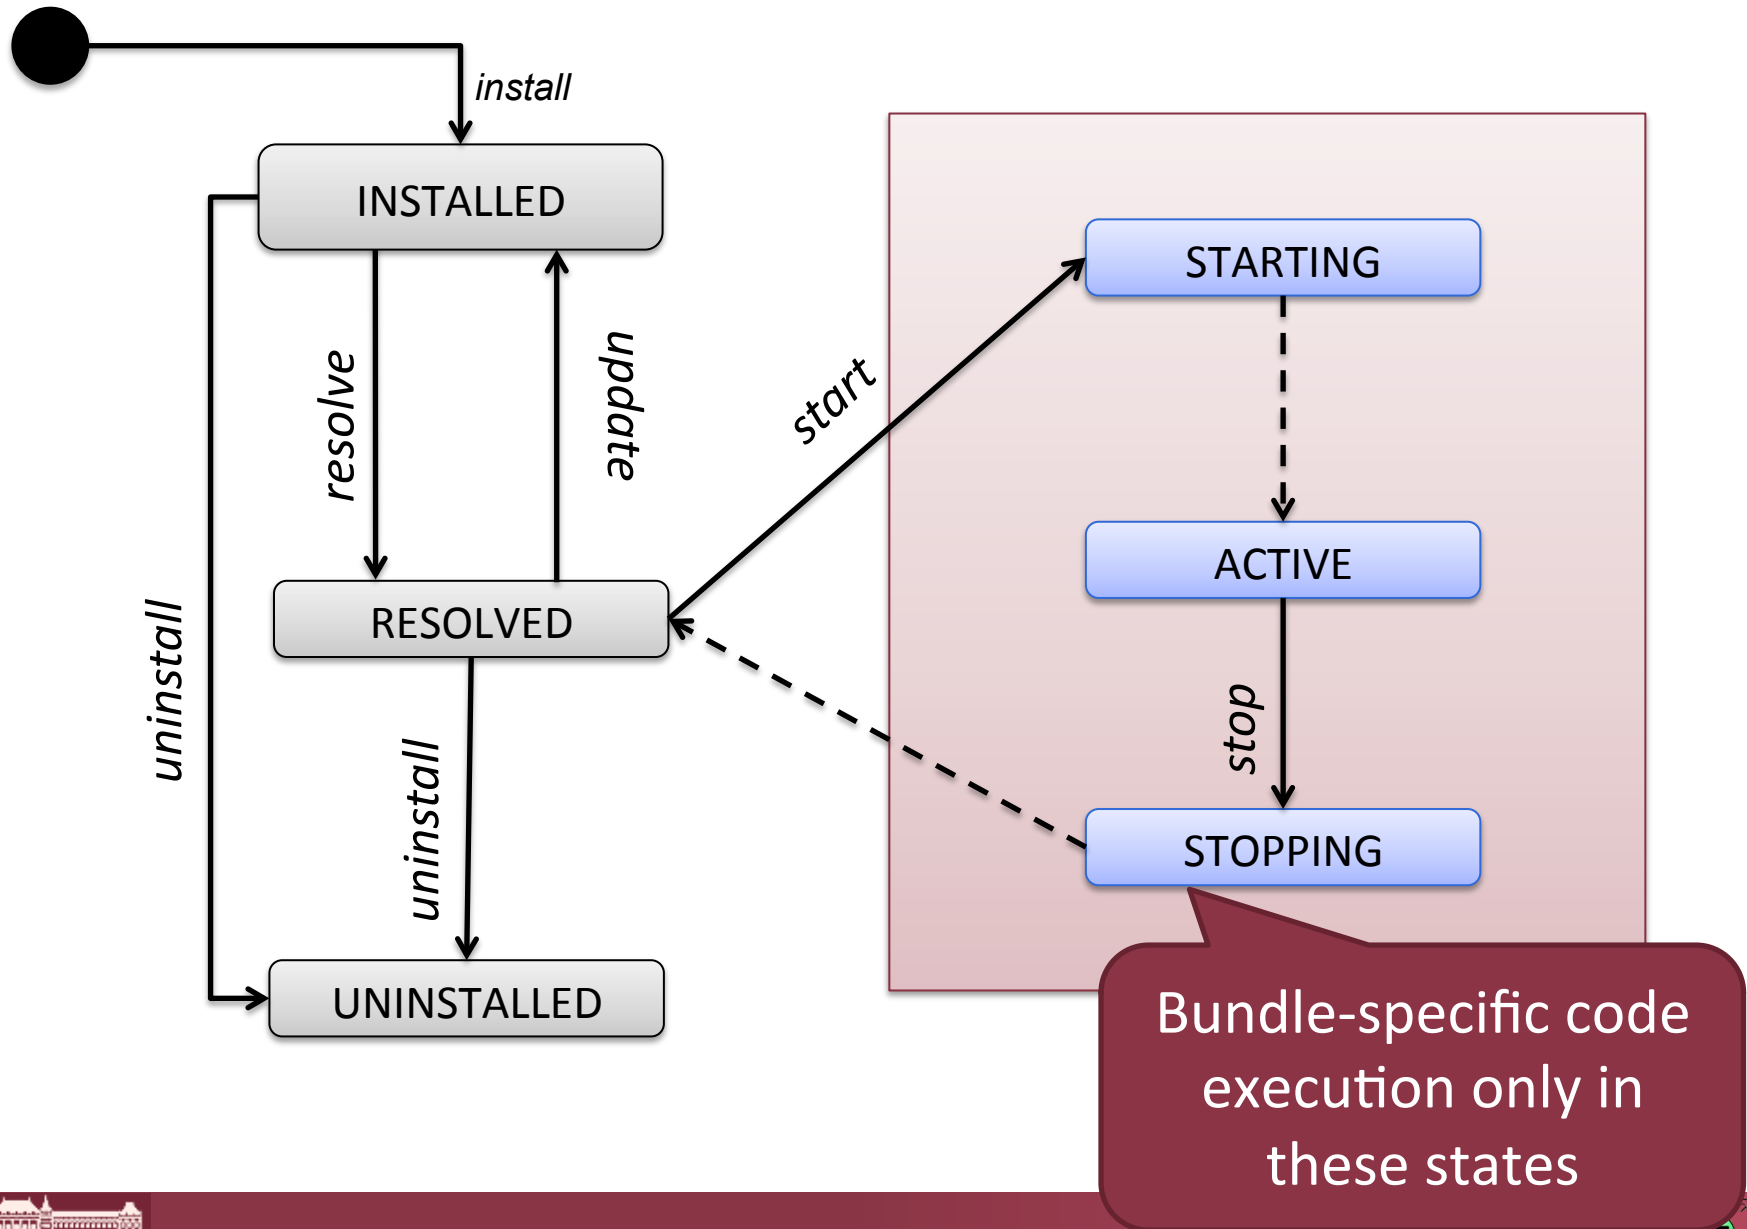 install
INSTALLED
STARTING
resolve
update
start
ACTIVE
RESOLVED
uninstall
uninstall
stop
STOPPING
UNINSTALLED
Bundle-specific code
execution only in
these states